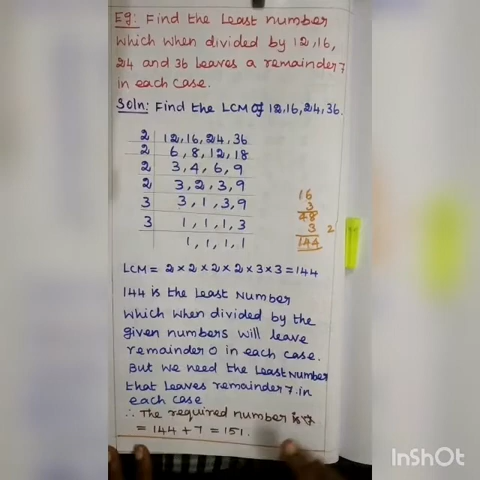 Eg: Find the Least number
which when divided by 12, 16,
24 and 36 Leaves a remainder 7
in each case.
Soln: Find the LCM of 12, 16, 24, 36.
2 12, 16, 24, 36
2 6, 8, 12, 18
2 3, 4, 6, 9
2 3, 2, 3, 9
3 3, 1, 3, 9
3 1, 1, 1, 3
1, 1, 1, 1
16
3
48
3 2
144
LCM = 2 × 2 × 2 × 2 × 3 × 3 = 144
144 is the Least Number
which when divided by the
given numbers will leave
remainder 0 in each case.
But we need the Least Number
that Leaves remainder 7 in
each case
∴ The required number is
= 144 + 7 = 151.
InShOt